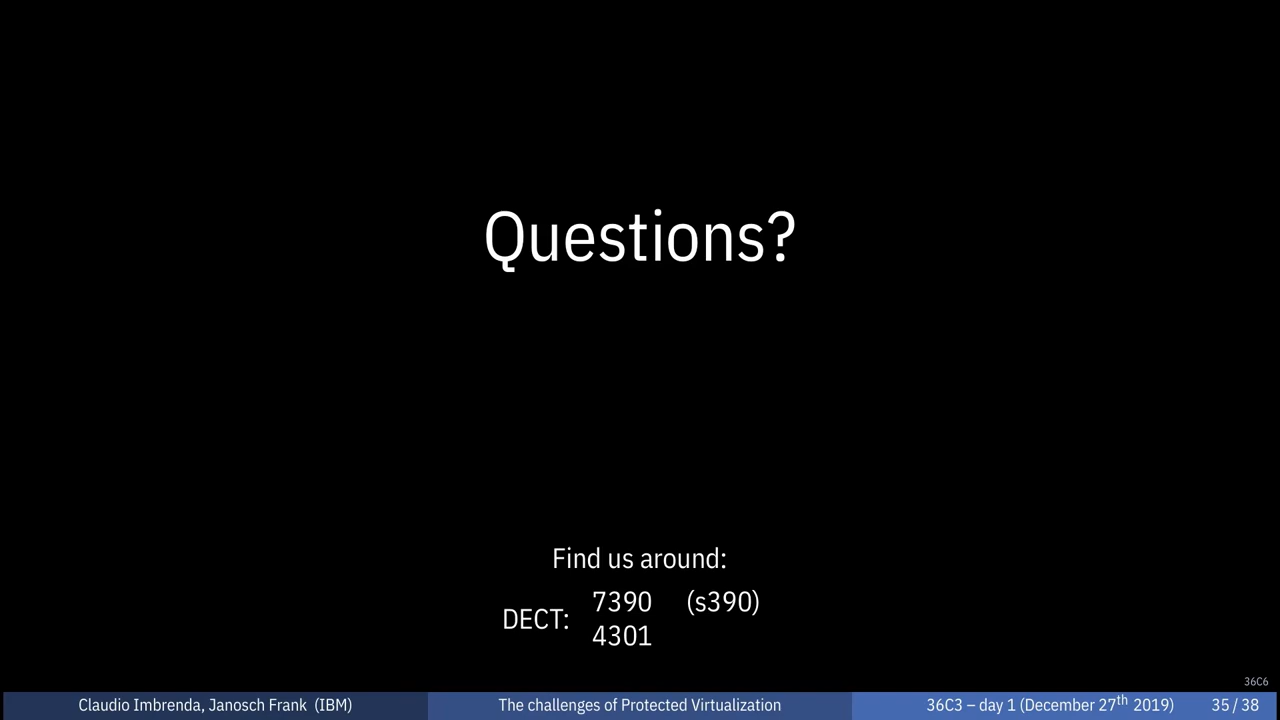 Questions?
Find us around:
DECT: 7390 (s390)
4301
36C6
Claudio Imbrenda, Janosch Frank (IBM) The challenges of Protected Virtualization 36C3 – day 1 (December 27th 2019) 35 / 38